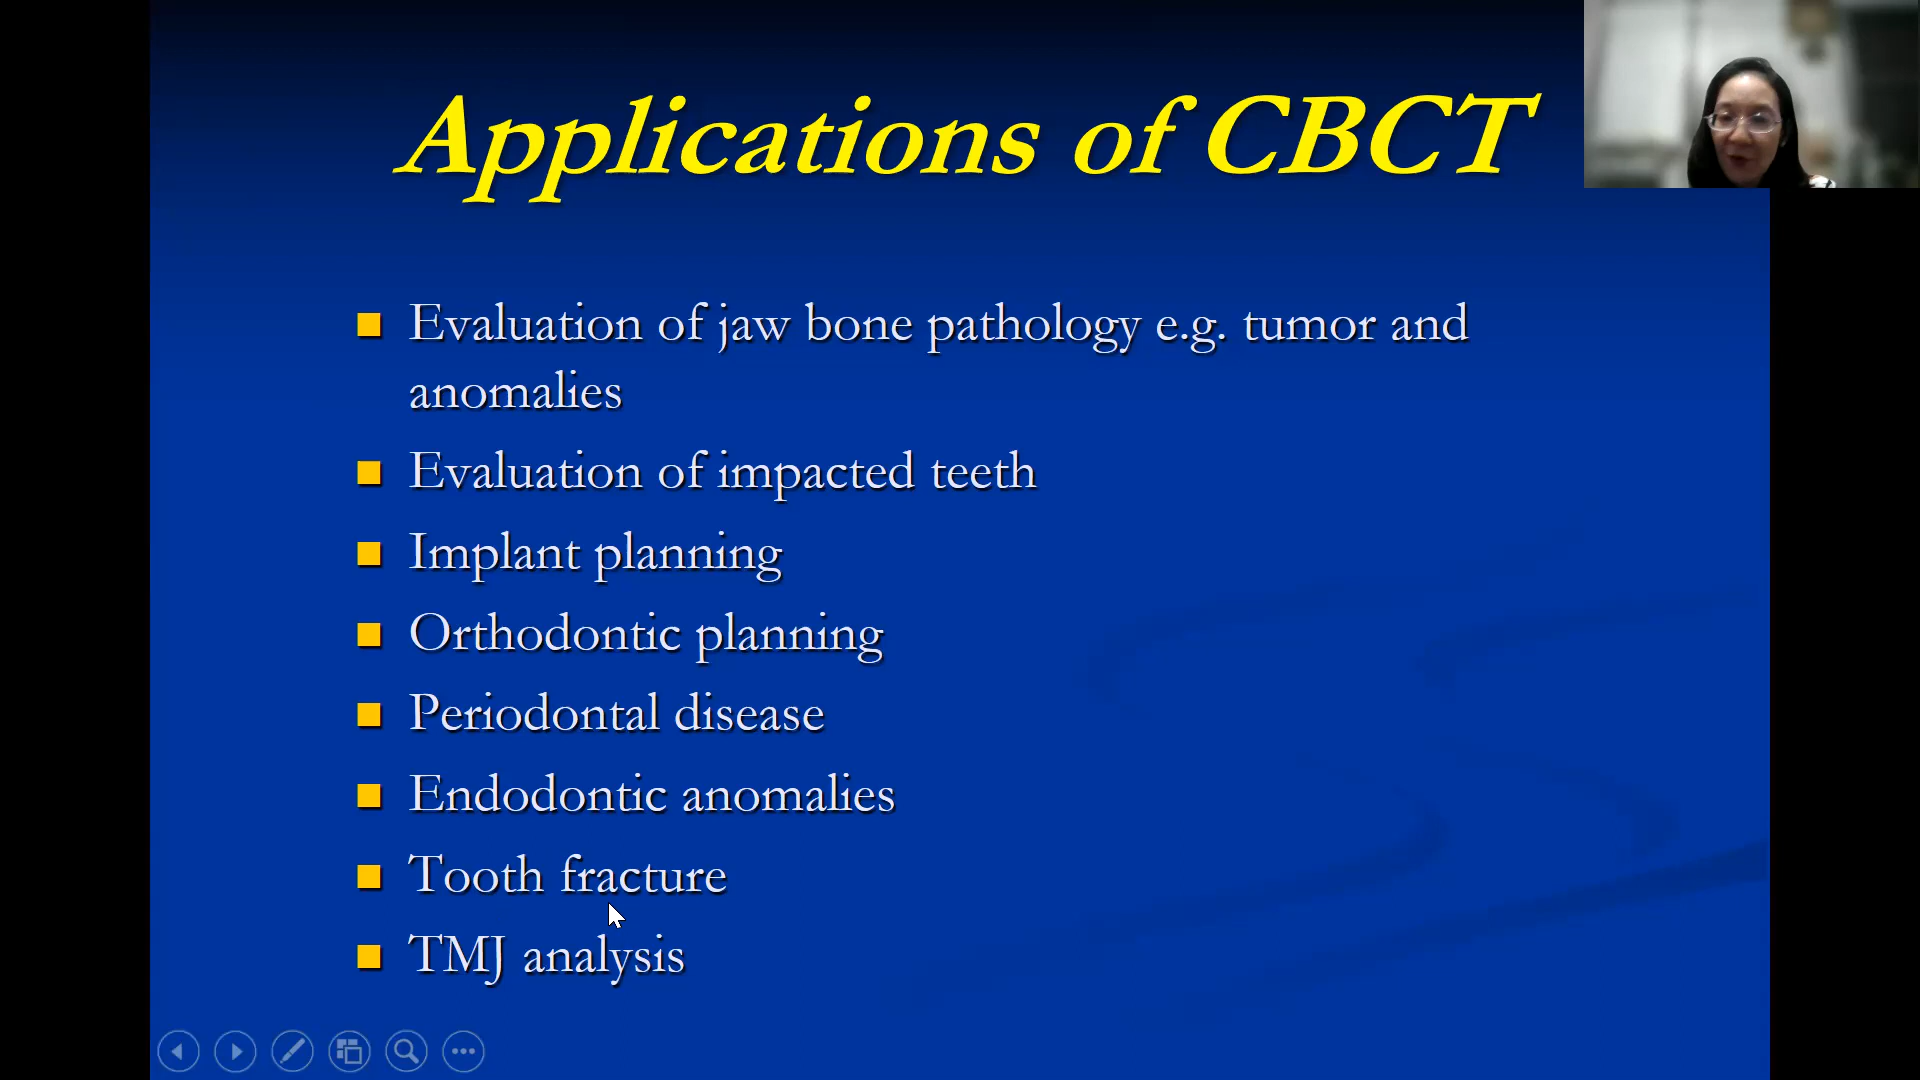 Applications of CBCT
Evaluation of jaw bone pathology e.g. tumor and
anomalies
Evaluation of impacted teeth
Implant planning
Orthodontic planning
Periodontal disease
Endodontic anomalies
Tooth fracture
TMJ analysis